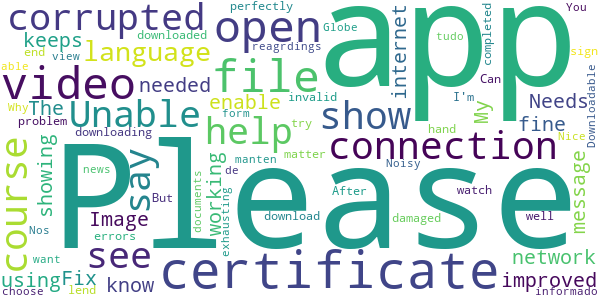 corrupted
open
app
perfectly
reagrdings
Globe
internet
tudo
completed
You
sign
able
end
view
downloaded
keeps
language
video
needed
file
enable
invalid
I'm
Can
My
Needs
Downloadable
Why
problem
The
Unable
show
fine
downloading
form
help
try
hand
Nice
course
showing
say
Please
connection
message
news
de
manten
matter
But
Image
documents
working
exhausting
After
Noisy
watch
well
Nos
errors
see
download
damaged
network
want
using
Fix
know
certificate
improved
choose
lend
informado